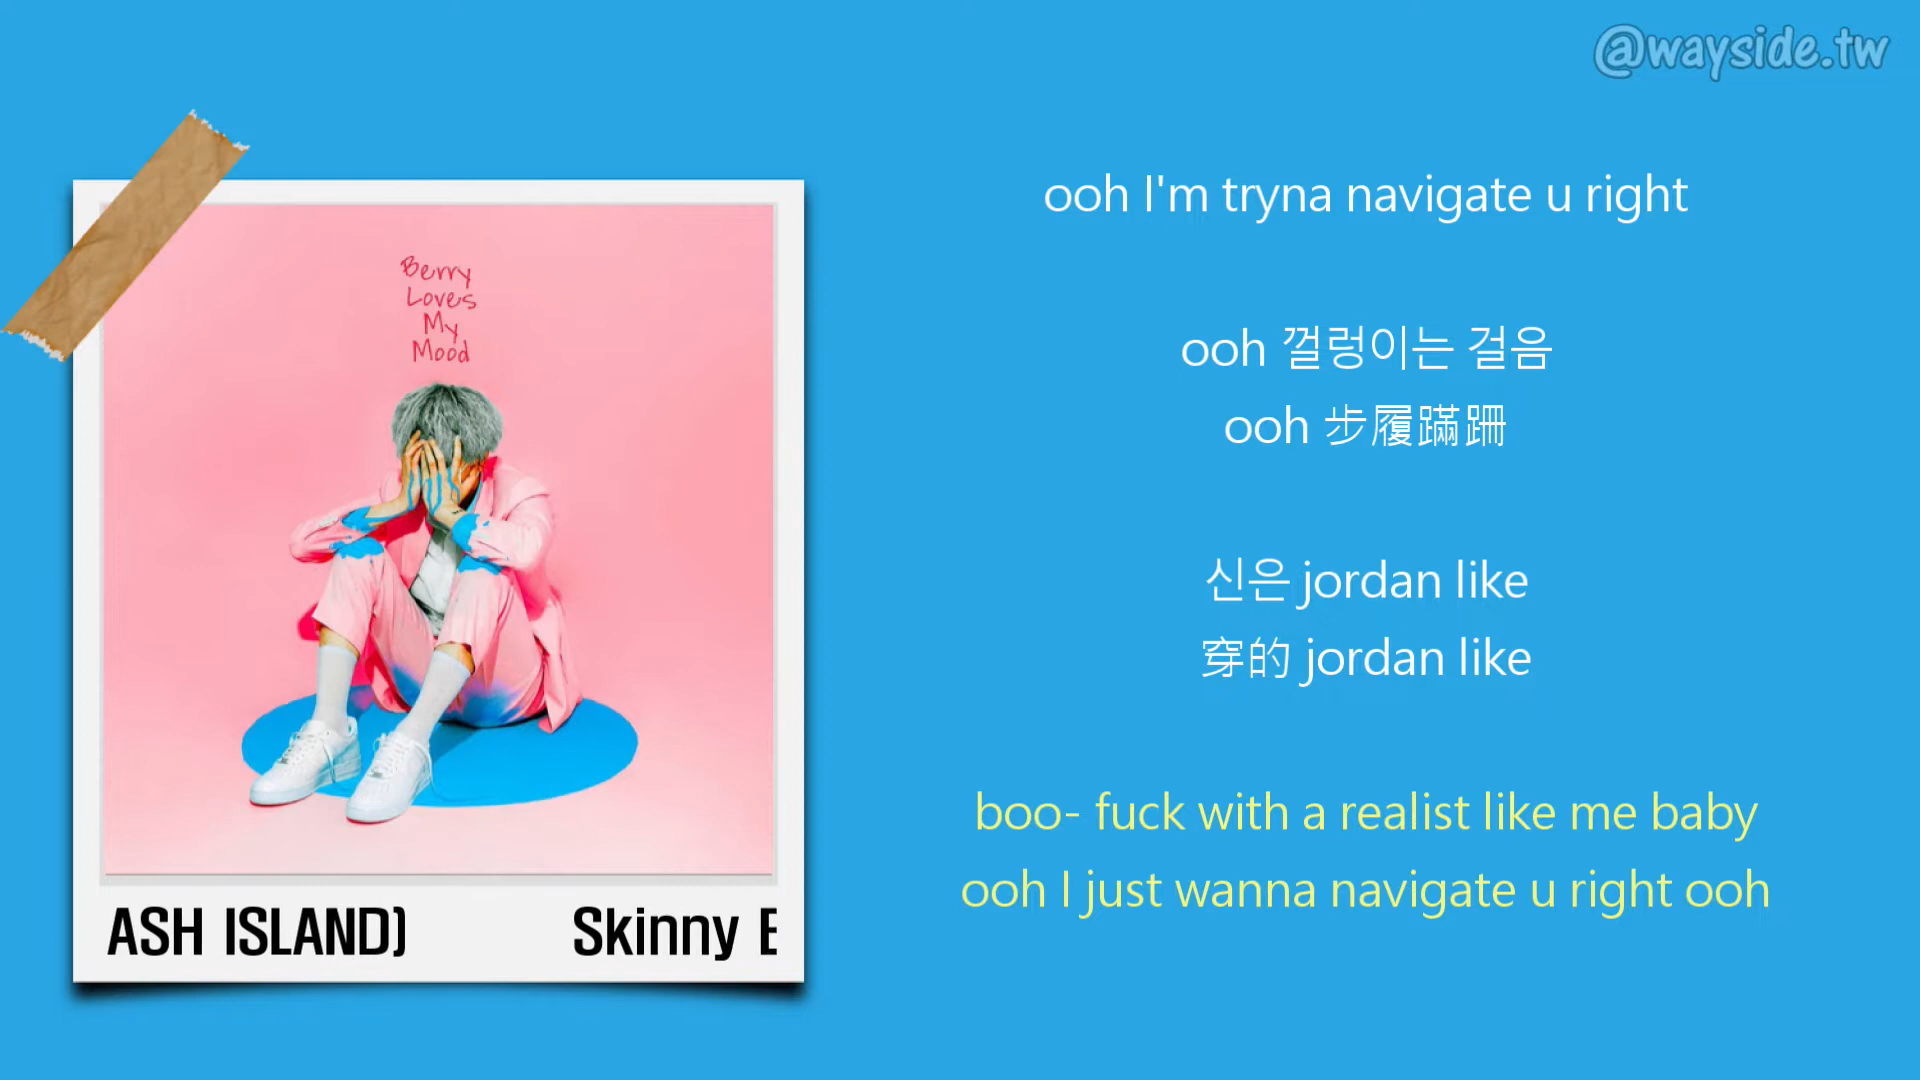 @wayside.tw
Berry
Loves
My
Mood
ASH ISLAND) Skinny
ooh I'm tryna navigate u right
ooh 껄렁이는 걸음
ooh 步履蹣跚
신은 jordan like
穿的 jordan like
boo- fuck with a realist like me baby
ooh I just wanna navigate u right ooh